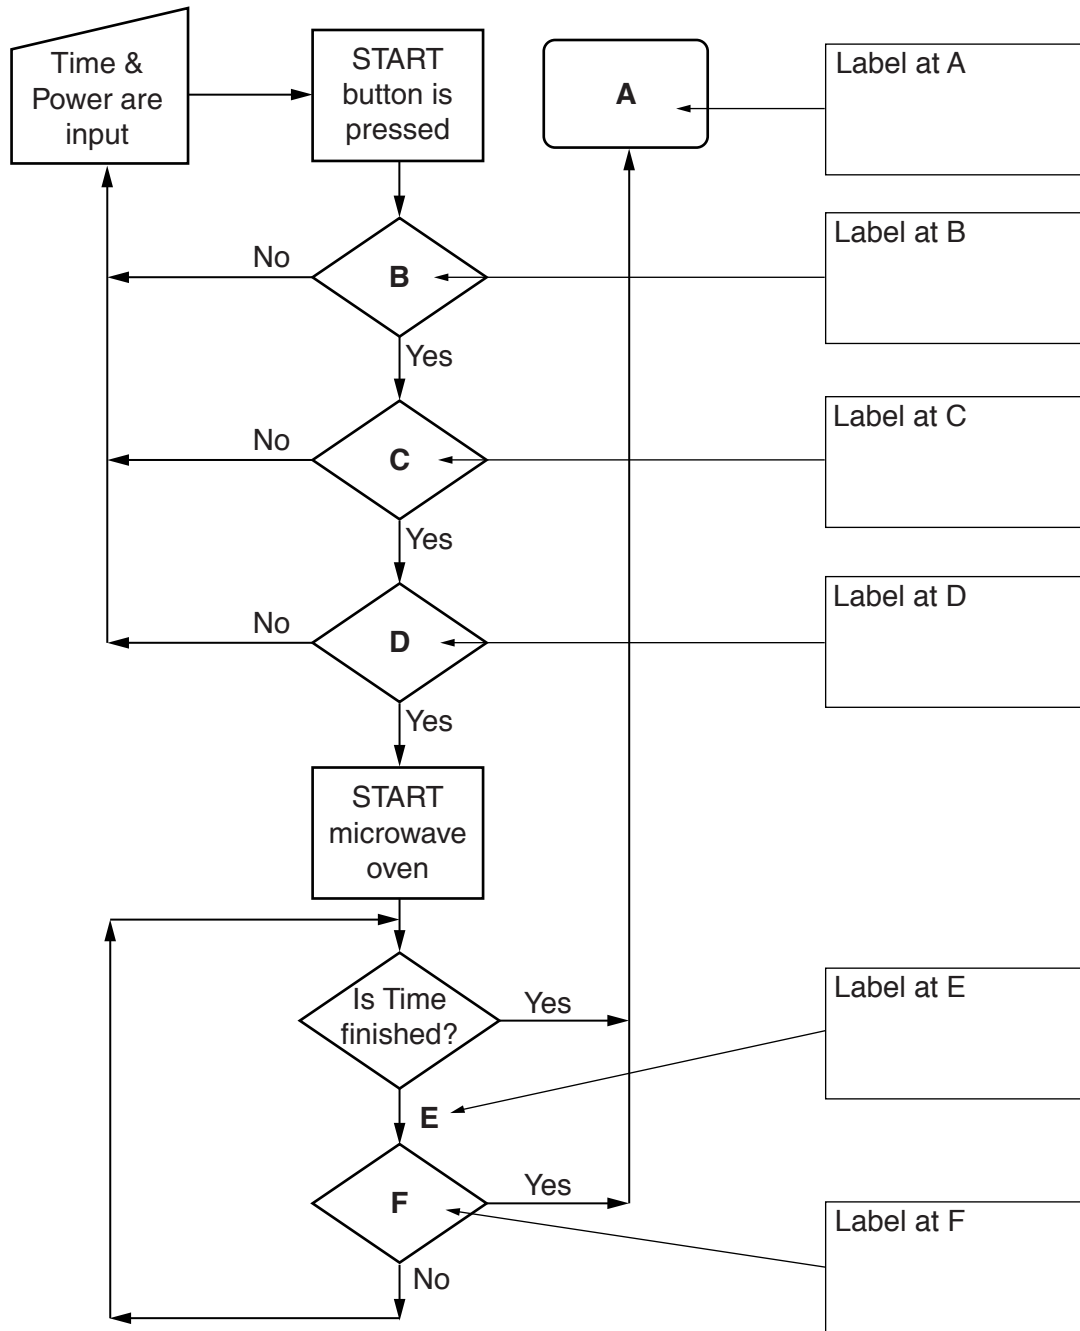 Time &
Power are
input
START
button is
pressed
A
Label at A
No
B
Label at B
Yes
No
C
Label at C
Yes
No
D
Label at D
Yes
START
microwave
oven
Is Time
finished?
Yes
Label at E
E
F
Yes
Label at F
No